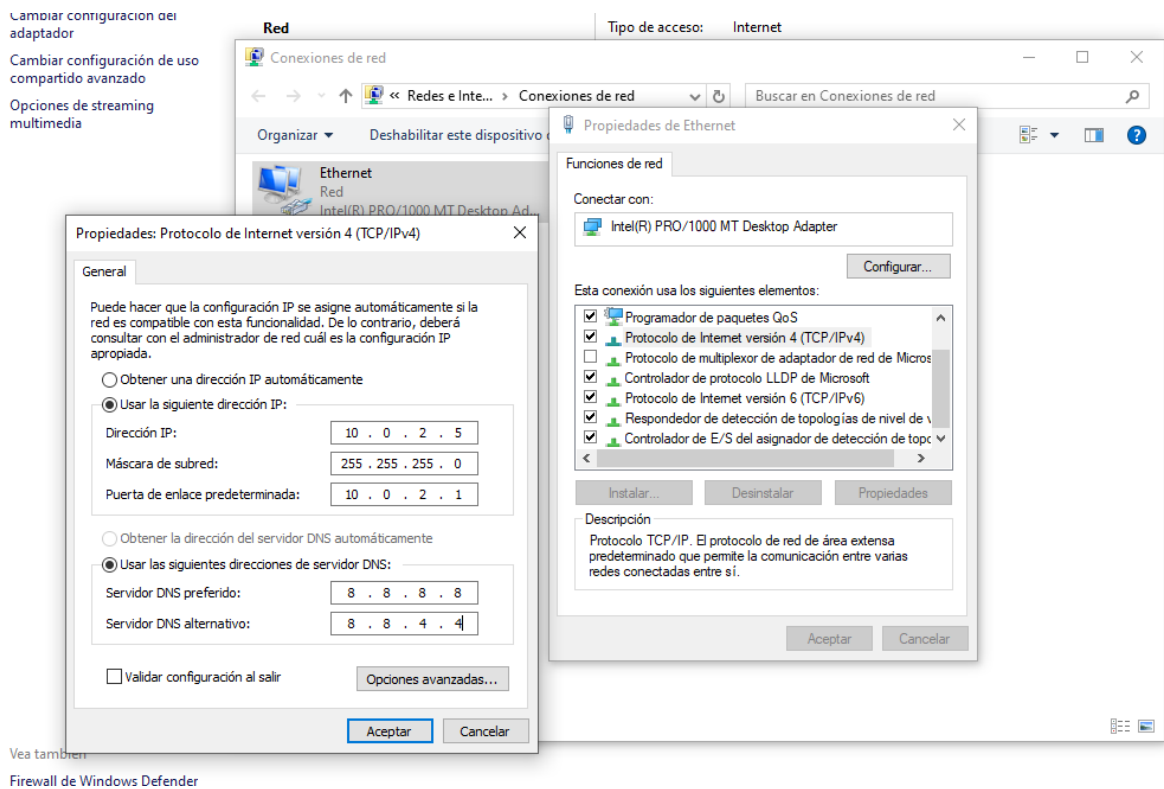 Cambiar configuración del
adaptador
Cambiar configuración de uso
compartido avanzado
Opciones de streaming
multimedia
Red
Tipo de acceso: Internet
Conexiones de red
« Redes e Inte... › Conexiones de red
Buscar en Conexiones de red
Organizar
Deshabilitar este dispositivo
Ethernet
Red
Intel(R) PRO/1000 MT Desktop Ad...
Propiedades: Protocolo de Internet versión 4 (TCP/IPv4)
General
Puede hacer que la configuración IP se asigne automáticamente si la
red es compatible con esta funcionalidad. De lo contrario, deberá
consultar con el administrador de red cuál es la configuración IP
apropiada.
Obtener una dirección IP automáticamente
Usar la siguiente dirección IP:
Dirección IP: 10 . 0 . 2 . 5
Máscara de subred: 255 . 255 . 255 . 0
Puerta de enlace predeterminada: 10 . 0 . 2 . 1
Obtener la dirección del servidor DNS automáticamente
Usar las siguientes direcciones de servidor DNS:
Servidor DNS preferido: 8 . 8 . 8 . 8
Servidor DNS alternativo: 8 . 8 . 4 . 4
Validar configuración al salir
Opciones avanzadas...
Aceptar
Cancelar
Propiedades de Ethernet
Funciones de red
Conectar con:
Intel(R) PRO/1000 MT Desktop Adapter
Configurar...
Esta conexión usa los siguientes elementos:
Programador de paquetes QoS
Protocolo de Internet versión 4 (TCP/IPv4)
Protocolo de multiplexor de adaptador de red de Micros
Controlador de protocolo LLDP de Microsoft
Protocolo de Internet versión 6 (TCP/IPv6)
Respondedor de detección de topologías de nivel de v
Controlador de E/S del asignador de detección de topo
Instalar...
Desinstalar
Propiedades
Descripción
Protocolo TCP/IP. El protocolo de red de área extensa
predeterminado que permite la comunicación entre varias
redes conectadas entre sí.
Aceptar
Cancelar
Vea también
Firewall de Windows Defender